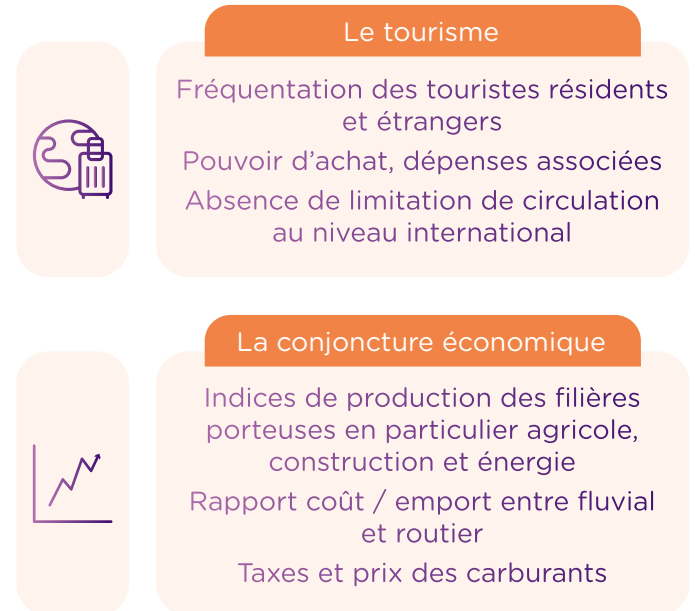 Le tourisme
Fréquentation des touristes résidents
et étrangers
Pouvoir d’achat, dépenses associées
Absence de limitation de circulation
au niveau international
La conjoncture économique
Indices de production des filières
porteuses en particulier agricole,
construction et énergie
Rapport coût / emport entre fluvial
et routier
Taxes et prix des carburants